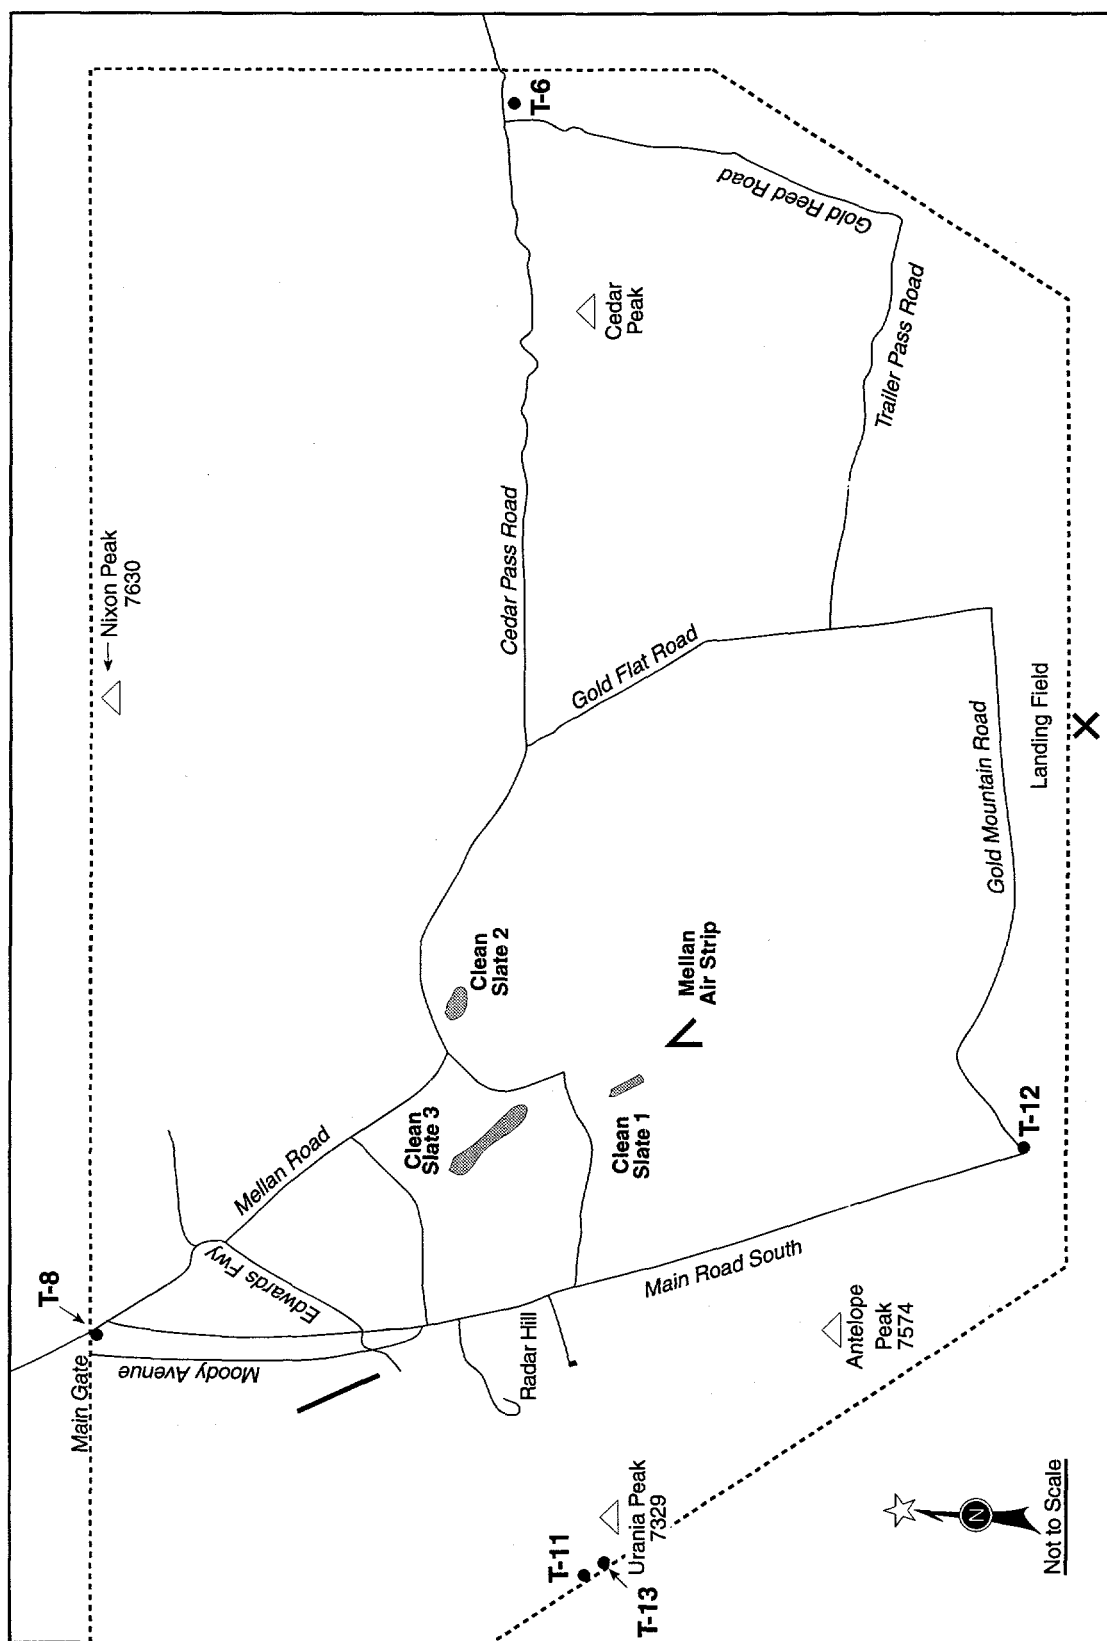 Main Gate
T-8
Nixon Peak
7630
Moody Avenue
Edwards Fwy
Mellan Road
Clean
Slate 3
Clean
Slate 2
Cedar Pass Road
T-6
Radar Hill
Cedar
Peak
T-11
Urania Peak
7329
T-13
Main Road South
Clean
Slate 1
Mellan
Air Strip
Gold Flat Road
Gold Reed Road
Antelope
Peak
7574
Trailer Pass Road
N
T-12
Gold Mountain Road
Landing Field
Not to Scale